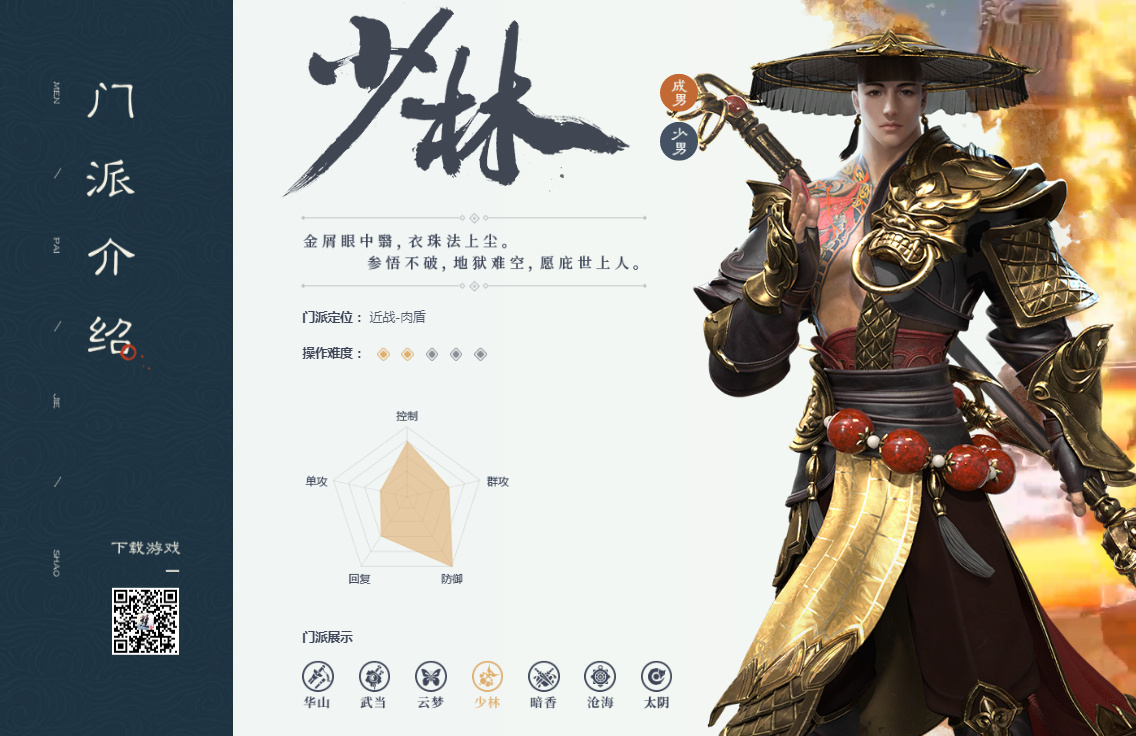 门派介绍
MEN / PAI / JIE / SHAO
下载游戏
少林
成男
少男
金屑眼中翳，衣珠法上尘。
参悟不破，地狱难空，愿庇世上人。
门派定位：近战-肉盾
操作难度：
控制
单攻
群攻
回复
防御
门派展示
华山
武当
云梦
少林
暗香
沧海
太阴